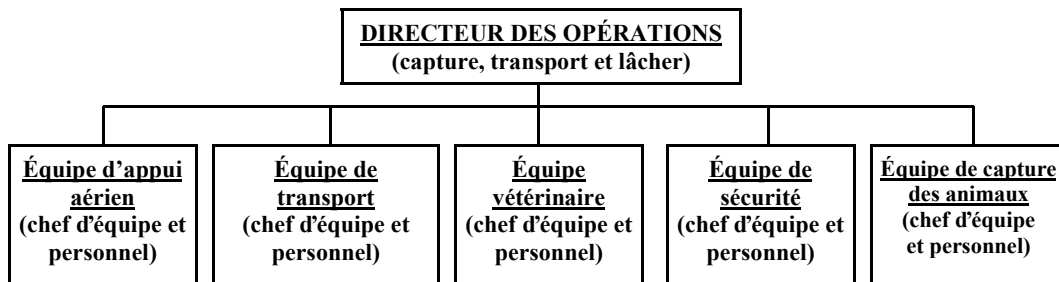 DIRECTEUR DES OPÉRATIONS
(capture, transport et lâcher)
Équipe d'appui
aérien
(chef d'équipe et
personnel)
Équipe de
transport
(chef d'équipe et
personnel)
Équipe
vétérinaire
(chef d'équipe et
personnel)
Équipe de
sécurité
(chef d'équipe et
personnel)
Équipe de capture
des animaux
(chef d'équipe
et personnel)